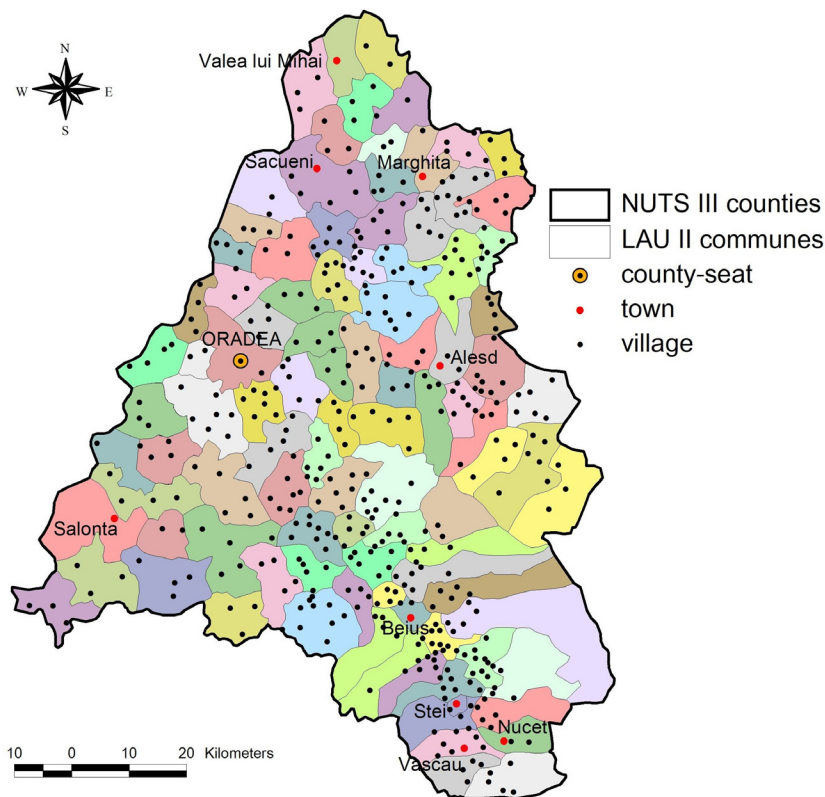 Valea lui Mihai
N
W E
S
Sacueni
Marghita
NUTS III counties
LAU II communes
county-seat
town
village
ORADEA
Alesd
Salonta
Beius
Stei
Nucet
Vascau
10 0 10 20 Kilometers